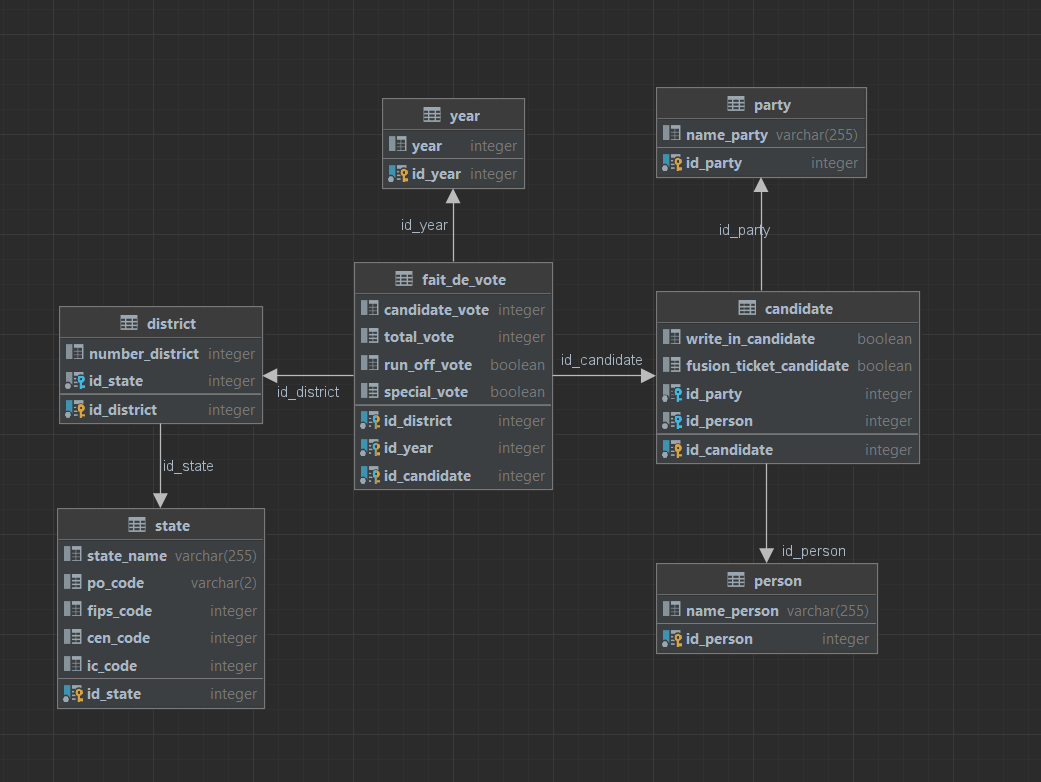 year
year integer
id_year integer
id_year
party
name_party varchar(255)
id_party integer
id_party
fait_de_vote
candidate_vote integer
total_vote integer
run_off_vote boolean
special_vote boolean
id_district integer
id_year integer
id_candidate integer
id_candidate
id_district
district
number_district integer
id_state integer
id_district integer
id_state
candidate
write_in_candidate boolean
fusion_ticket_candidate boolean
id_party integer
id_person integer
id_candidate integer
id_person
state
state_name varchar(255)
po_code varchar(2)
fips_code integer
cen_code integer
ic_code integer
id_state integer
person
name_person varchar(255)
id_person integer